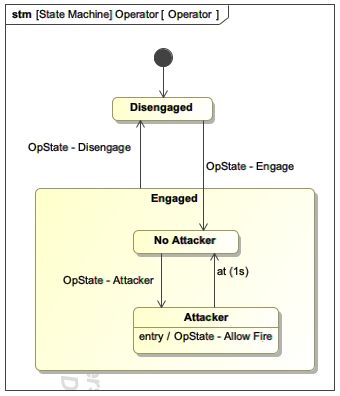 stm [State Machine] Operator [ Operator ]
Disengaged
OpState - Disengage
OpState - Engage
Engaged
No Attacker
OpState - Attacker
at (1s)
Attacker
entry / OpState - Allow Fire